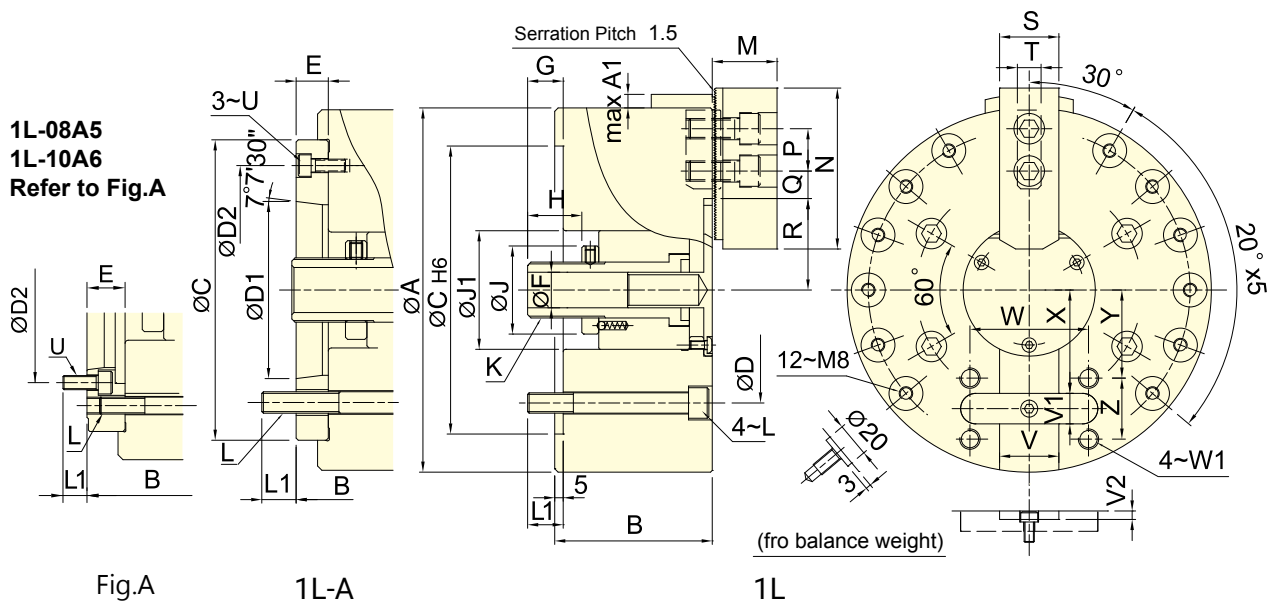 1L-08A5
1L-10A6
Refer to Fig.A
ØD2
E
U
L
L1
B
Fig.A
E
3~U
7°7'30"
ØD2
ØC
ØD1
L
L1
B
1L-A
Serration Pitch 1.5
G
max A1
M
H
P
Q
N
R
ØA
ØC H6
ØJ1
ØJ
ØF
K
ØD
4~L
5
L1
B
1L
S
T
30°
20°x5
60°
W
X
Y
12~M8
V1
Z
V
4~W1
Ø20
3
V2
(fro balance weight)